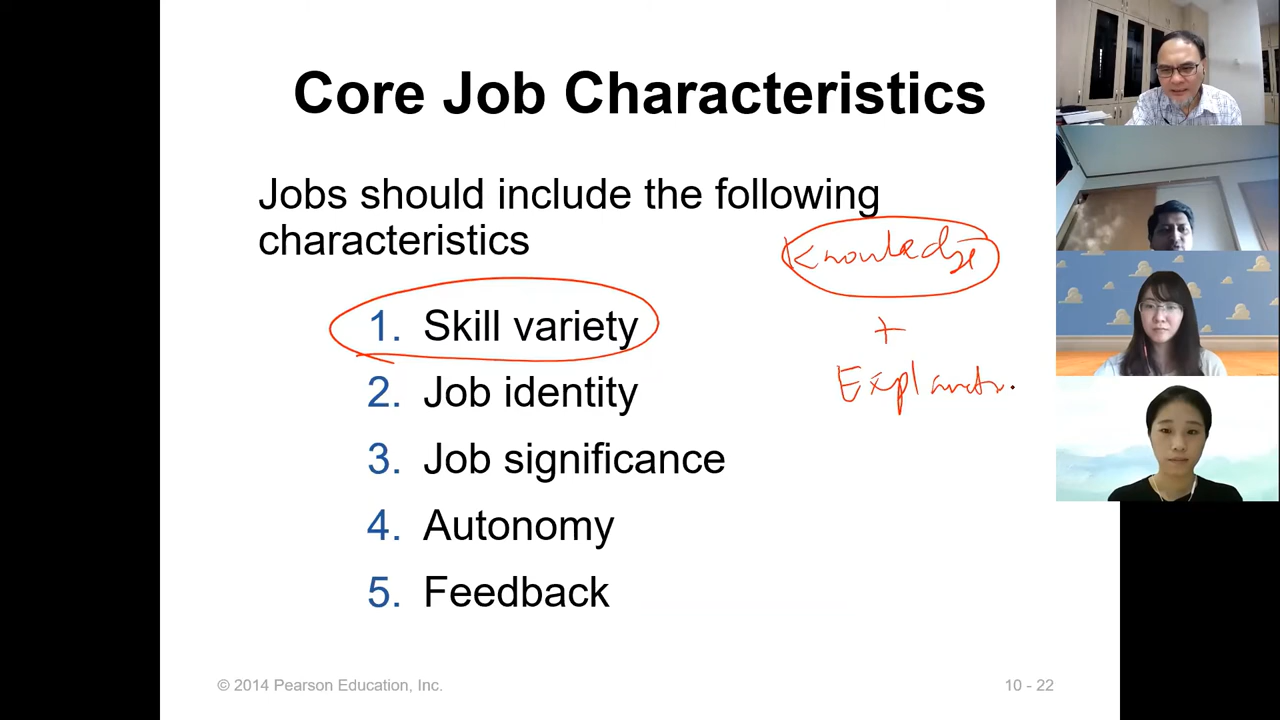 Core Job Characteristics
Jobs should include the following
characteristics
Knowledge
1. Skill variety
+
2. Job identity
3. Job significance
4. Autonomy
5. Feedback
© 2014 Pearson Education, Inc.
10 - 22